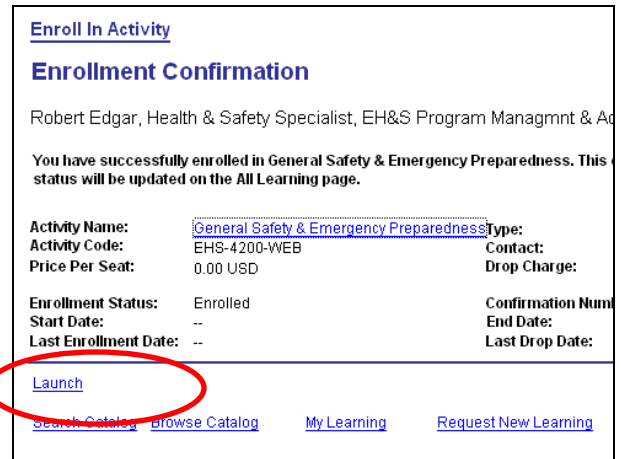 Enroll In Activity
Enrollment Confirmation
Robert Edgar, Health & Safety Specialist, EH&S Program Managmnt &
You have successfully enrolled in General Safety & Emergency Preparedness. This
status will be updated on the All Learning page.
Activity Name: General Safety & Emergency Preparedness Type:
Activity Code: EHS-4200-WEB Contact:
Price Per Seat: 0.00 USD Drop Charge:
Enrollment Status: Enrolled Confirmation
Start Date: -- End Date:
Last Enrollment Date: -- Last Drop Date:
Launch
Search Catalog Browse Catalog My Learning Request New Learning